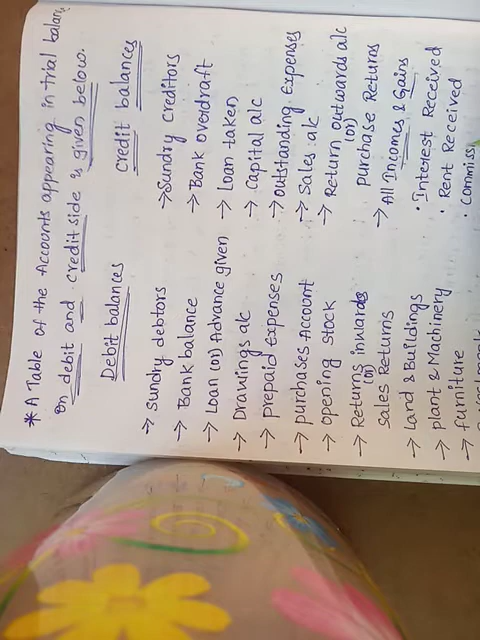 * A Table of the Accounts appearing in trial
on debit and credit side is given below.
Debit balances
→ Sundry debtors
→ Bank balance
→ Loan (or) Advance given
→ Drawings a/c
→ prepaid expenses
→ purchases Account
→ opening stock
→ Returns inwards
(or)
Sales Returns
→ land & Buildings
→ plant & Machinery
→ furniture
credit balances
→ Sundry creditors
→ Bank overdraft
→ loan taken
→ Capital a/c
→ outstanding Expenses
→ Sales a/c
→ Return outwards a/c
(or)
purchase Returns
→ All Incomes & Gains
• Interest Received
• Rent Received